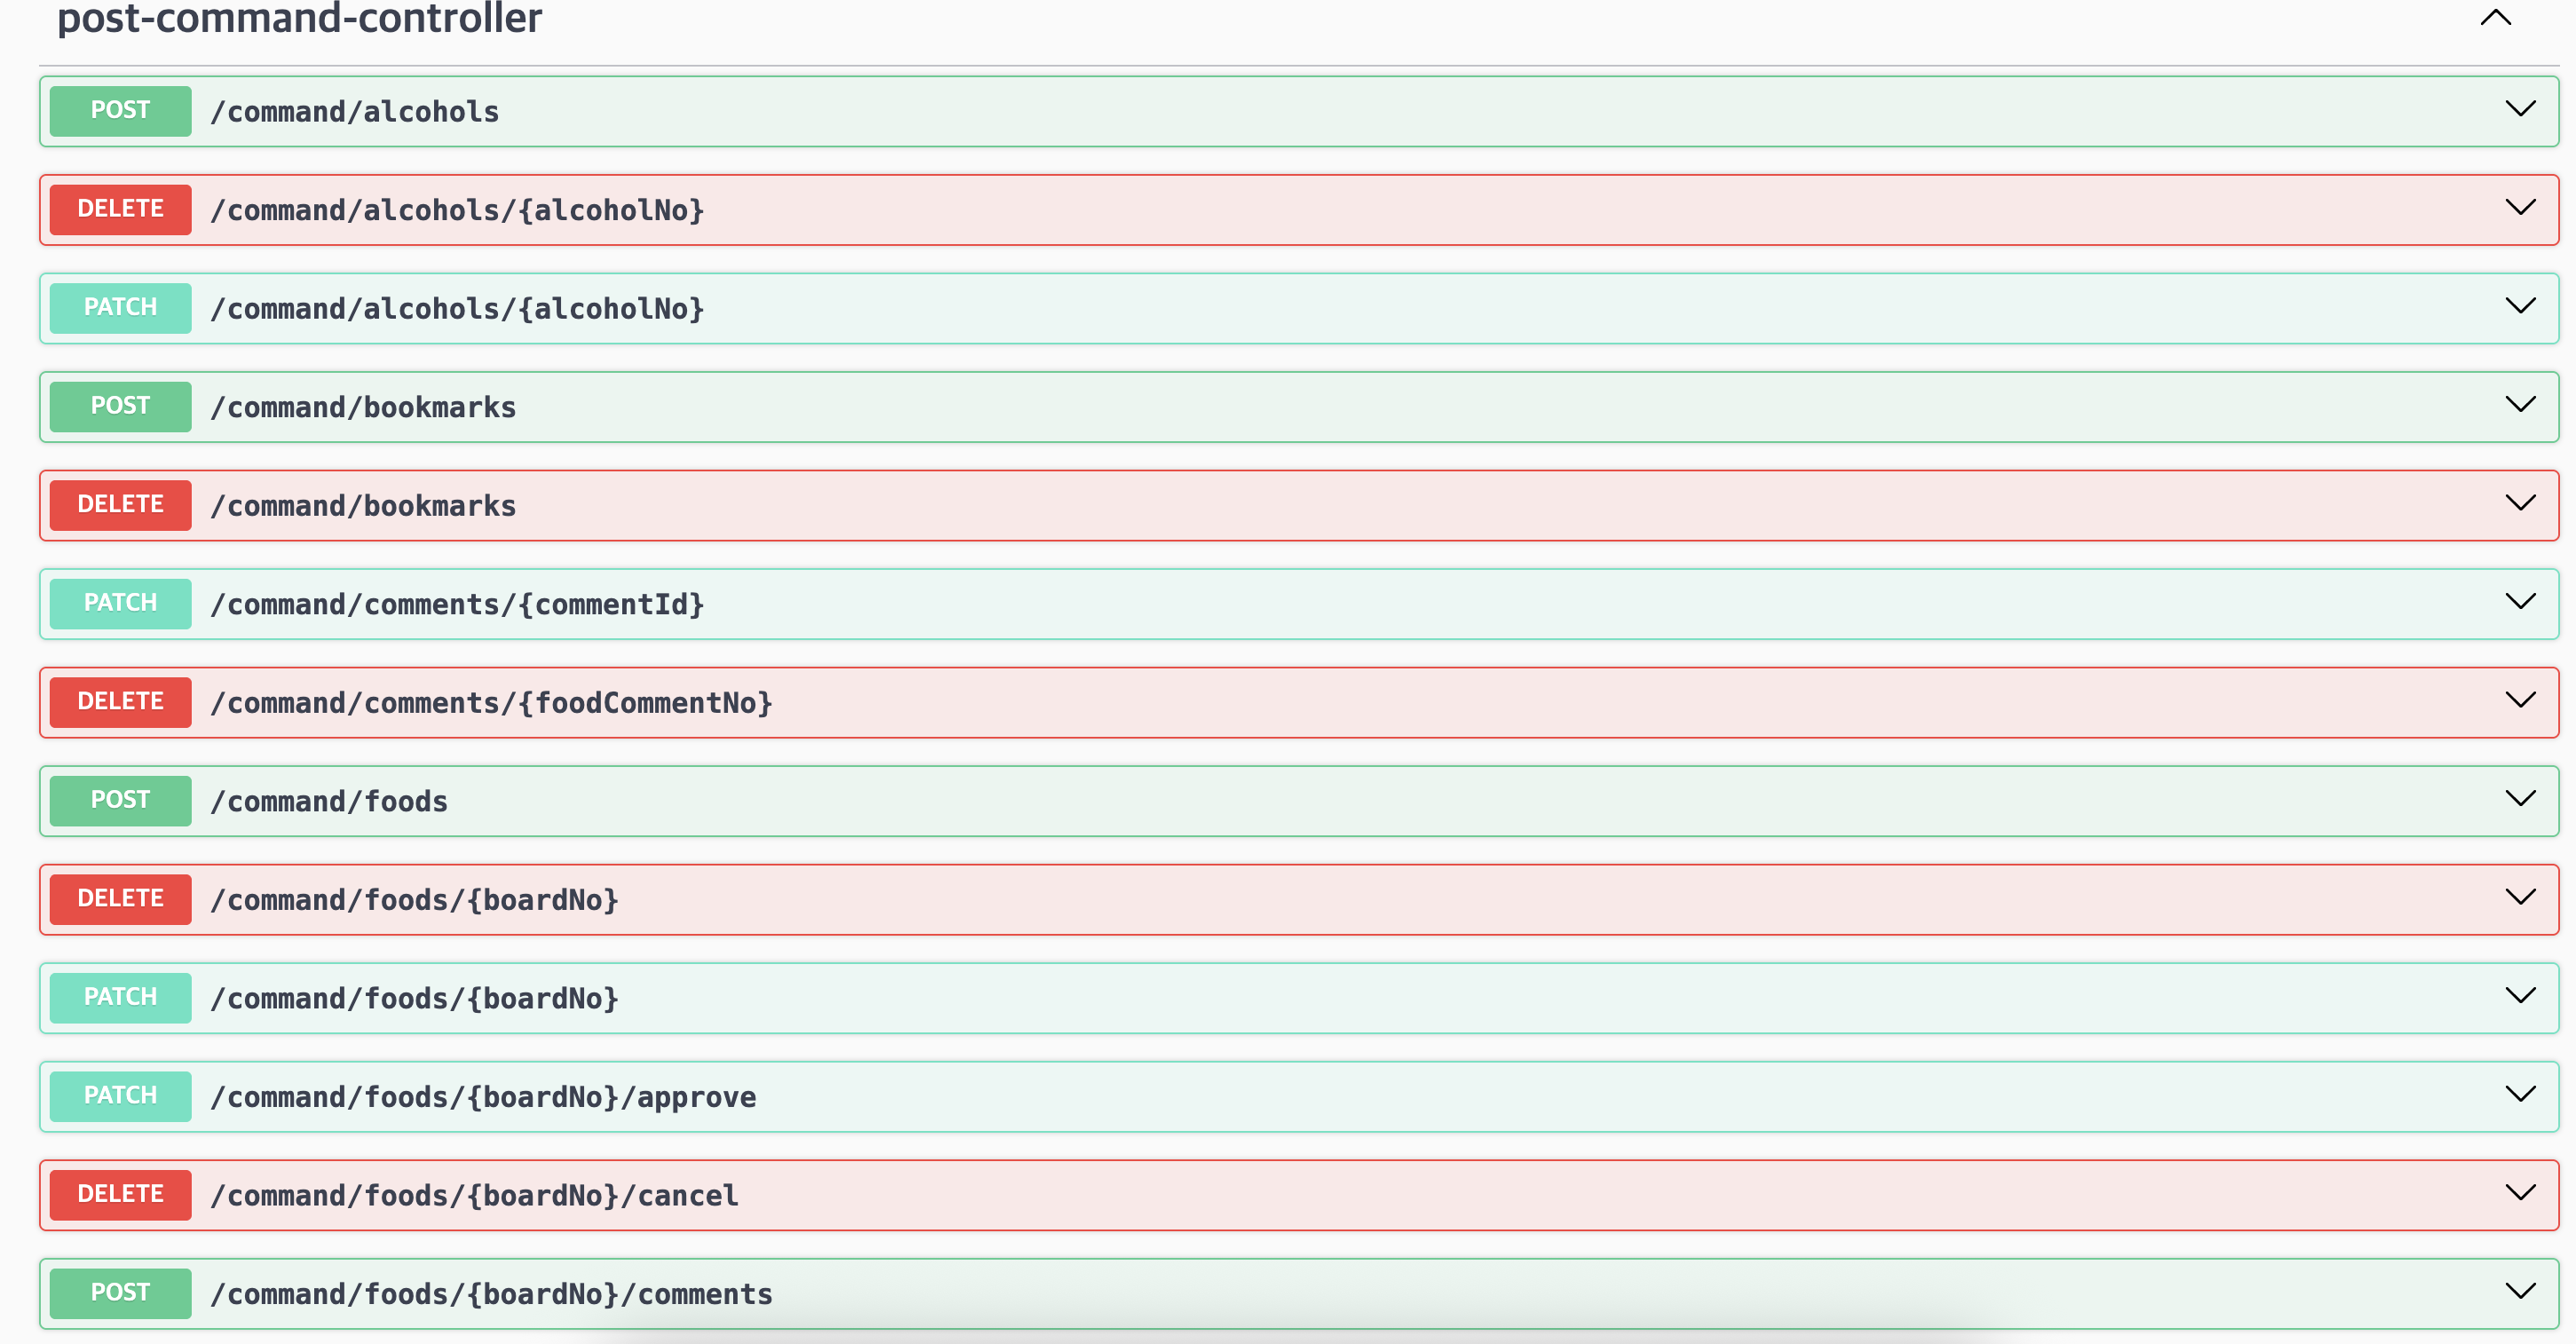 post-command-controller
POST /command/alcohols
DELETE /command/alcohols/{alcoholNo}
PATCH /command/alcohols/{alcoholNo}
POST /command/bookmarks
DELETE /command/bookmarks
PATCH /command/comments/{commentId}
DELETE /command/comments/{foodCommentNo}
POST /command/foods
DELETE /command/foods/{boardNo}
PATCH /command/foods/{boardNo}
PATCH /command/foods/{boardNo}/approve
DELETE /command/foods/{boardNo}/cancel
POST /command/foods/{boardNo}/comments